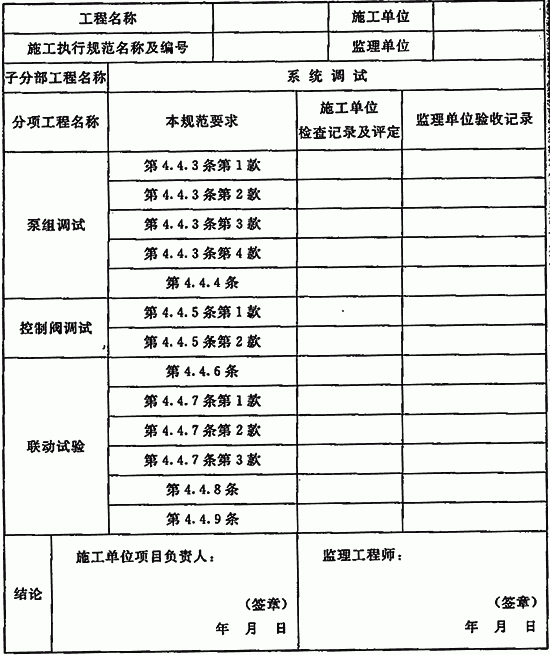 工程名称 施工单位
施工执行规范名称及编号 监理单位
子分部工程名称 系统调试
分项工程名称 本规范要求 施工单位检查记录及评定 监理单位验收记录
泵组调试
第4.4.3条第1款
第4.4.3条第2款
第4.4.3条第3款
第4.4.3条第4款
第4.4.4条
控制阀调试
第4.4.5条第1款
第4.4.5条第2款
联动试验
第4.4.6条
第4.4.7条第1款
第4.4.7条第2款
第4.4.7条第3款
第4.4.8条
第4.4.9条
结论
施工单位项目负责人：
(签章)
年 月 日
监理工程师：
(签章)
年 月 日